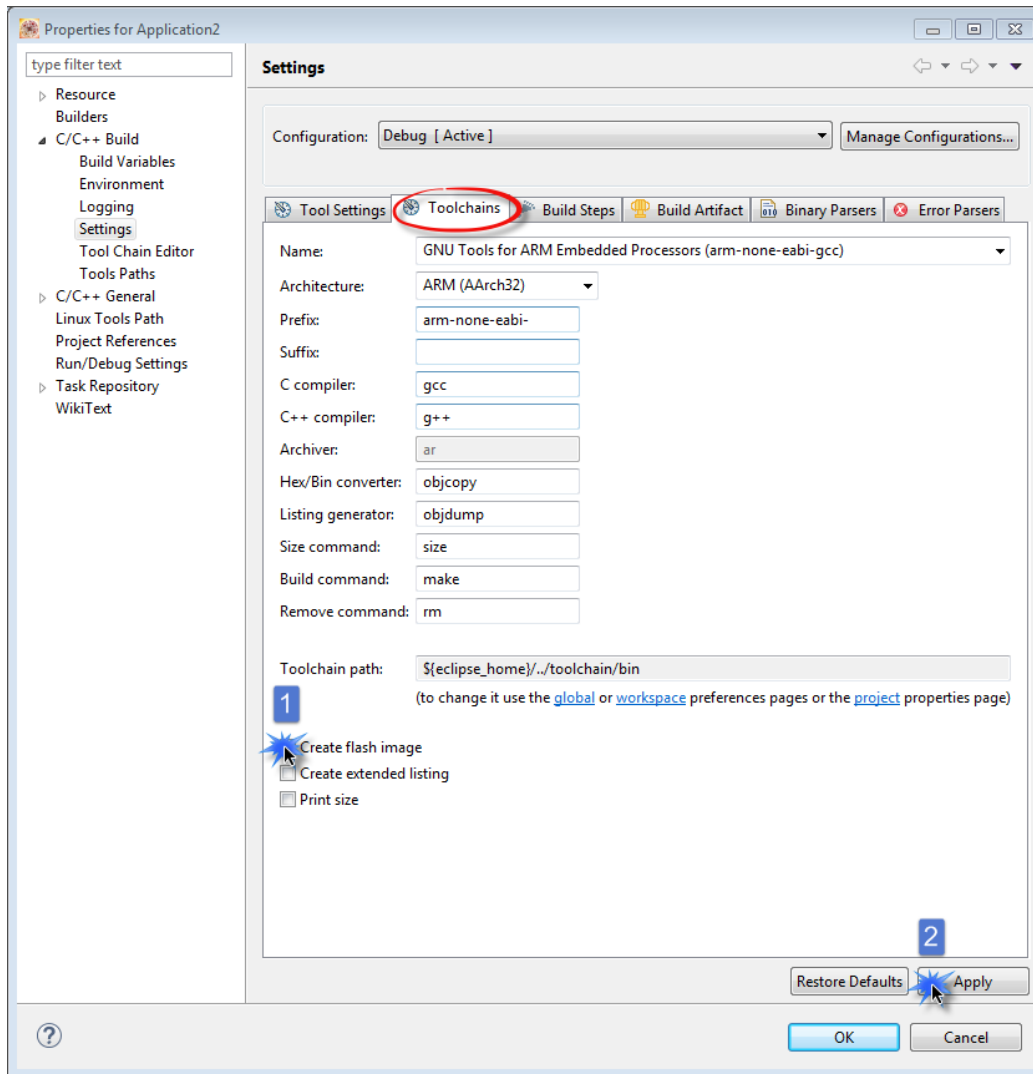 Properties for Application2
type filter text
Resource
Builders
C/C++ Build
Build Variables
Environment
Logging
Settings
Tool Chain Editor
Tools Paths
C/C++ General
Linux Tools Path
Project References
Run/Debug Settings
Task Repository
WikiText
Settings
Configuration: Debug [ Active ] Manage Configurations...
Tool Settings Toolchains Build Steps Build Artifact Binary Parsers Error Parsers
Name: GNU Tools for ARM Embedded Processors (arm-none-eabi-gcc)
Architecture: ARM (AArch32)
Prefix: arm-none-eabi-
Suffix:
C compiler: gcc
C++ compiler: g++
Archiver: ar
Hex/Bin converter: objcopy
Listing generator: objdump
Size command: size
Build command: make
Remove command: rm
Toolchain path: ${eclipse_home}/../toolchain/bin
(to change it use the global or workspace preferences pages or the project properties page)
1
Create flash image
Create extended listing
Print size
2
Restore Defaults Apply
? OK Cancel